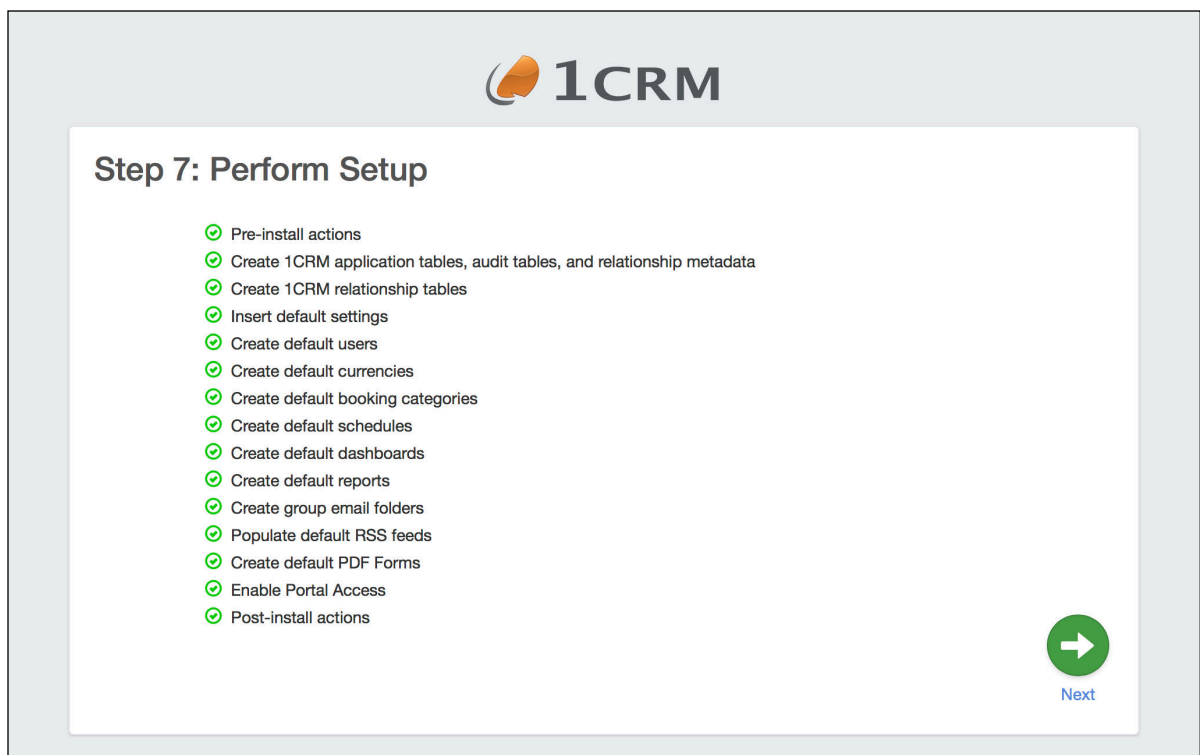 1CRM
Step 7: Perform Setup
Pre-install actions
Create 1CRM application tables, audit tables, and relationship metadata
Create 1CRM relationship tables
Insert default settings
Create default users
Create default currencies
Create default booking categories
Create default schedules
Create default dashboards
Create default reports
Create group email folders
Populate default RSS feeds
Create default PDF Forms
Enable Portal Access
Post-install actions
Next